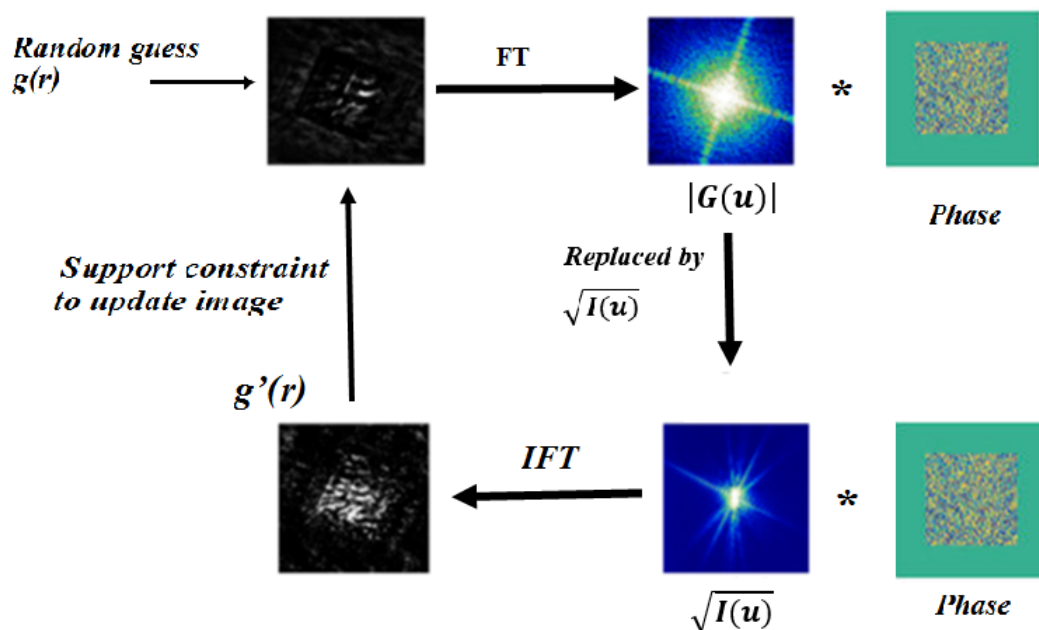 Random guess
g(r)
FT
*
|G(u)|
Phase
Replaced by
√I(u)
Support constraint
to update image
g’(r)
IFT
*
√I(u)
Phase